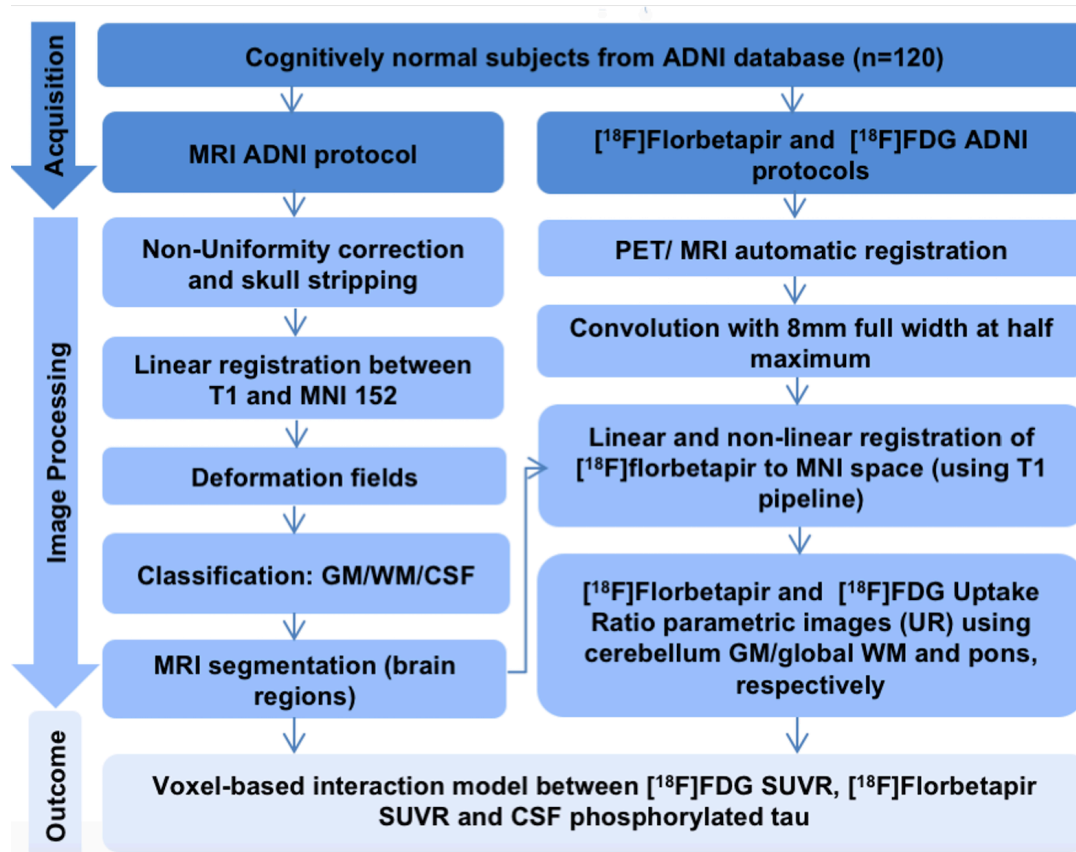 Acquisition
Cognitively normal subjects from ADNI database (n=120)
MRI ADNI protocol
[¹⁸F]Florbetapir and [¹⁸F]FDG ADNI
protocols
Image Processing
Non-Uniformity correction
and skull stripping
Linear registration between
T1 and MNI 152
Deformation fields
Classification: GM/WM/CSF
MRI segmentation (brain
regions)
PET/ MRI automatic registration
Convolution with 8mm full width at half
maximum
Linear and non-linear registration of
[¹⁸F]florbetapir to MNI space (using T1
pipeline)
[¹⁸F]Florbetapir and [¹⁸F]FDG Uptake
Ratio parametric images (UR) using
cerebellum GM/global WM and pons,
respectively
Outcome
Voxel-based interaction model between [¹⁸F]FDG SUVR, [¹⁸F]Florbetapir
SUVR and CSF phosphorylated tau